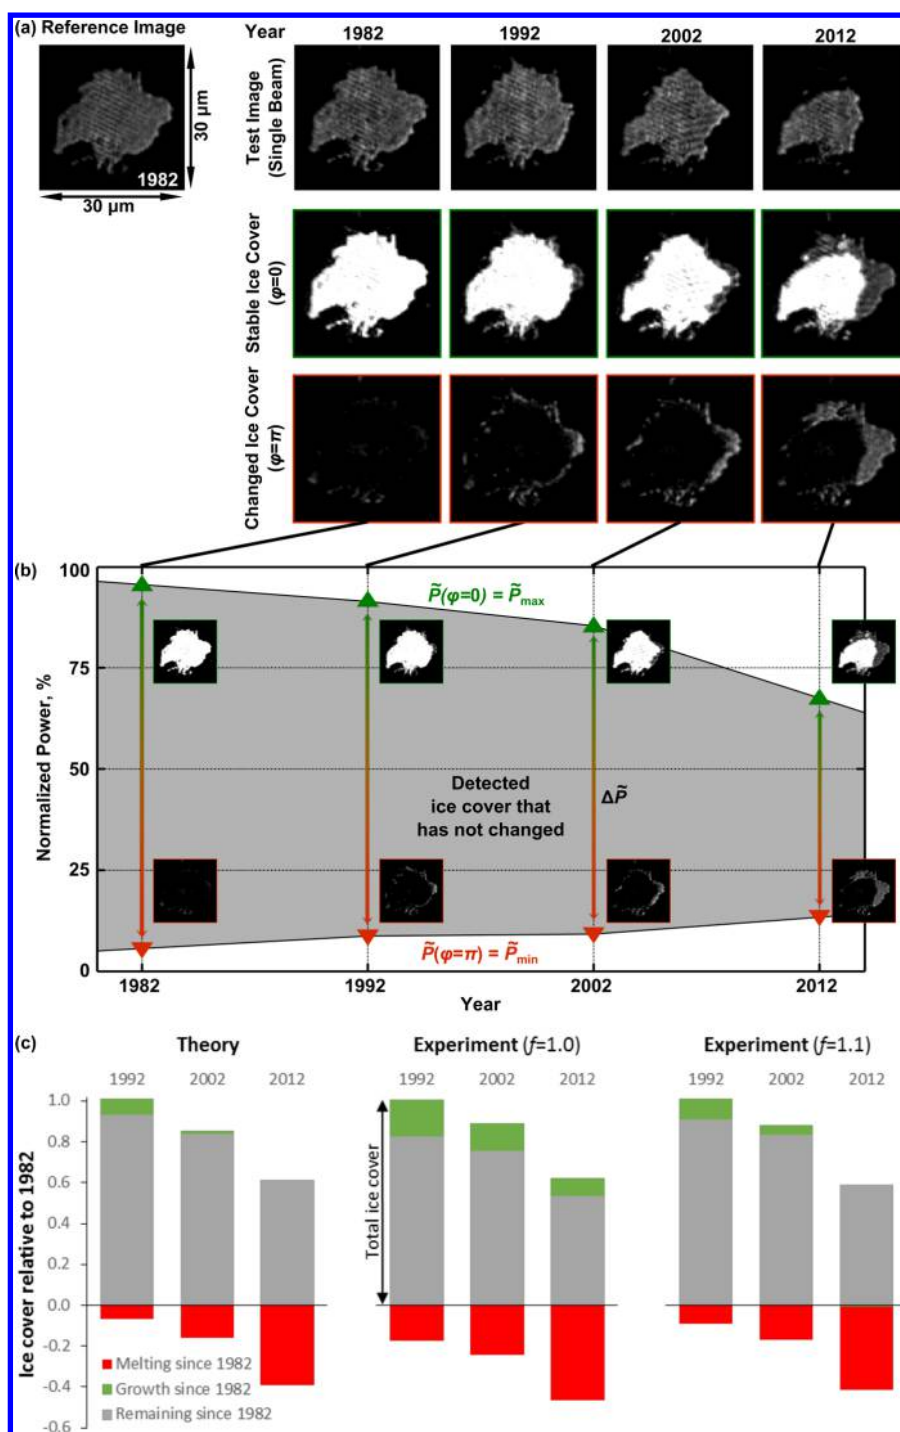 (a) Reference Image
30 µm
1982
30 µm
Year 1982 1992 2002 2012
Test Image
(Single Beam)
Stable Ice Cover
(φ=0)
Changed Ice Cover
(φ=π)
(b)
100
75
50
25
0
Normalized Power, %
P̃(φ=0) = P̃max
Detected
ice cover that
has not changed
ΔP̃
P̃(φ=π) = P̃min
1982 1992 2002 2012
Year
(c)
Theory
1992 2002 2012
Experiment (f=1.0)
1992 2002 2012
Experiment (f=1.1)
1992 2002 2012
Ice cover relative to 1982
1.0
0.8
0.6
0.4
0.2
0.0
-0.2
-0.4
-0.6
Total ice cover
Melting since 1982
Growth since 1982
Remaining since 1982